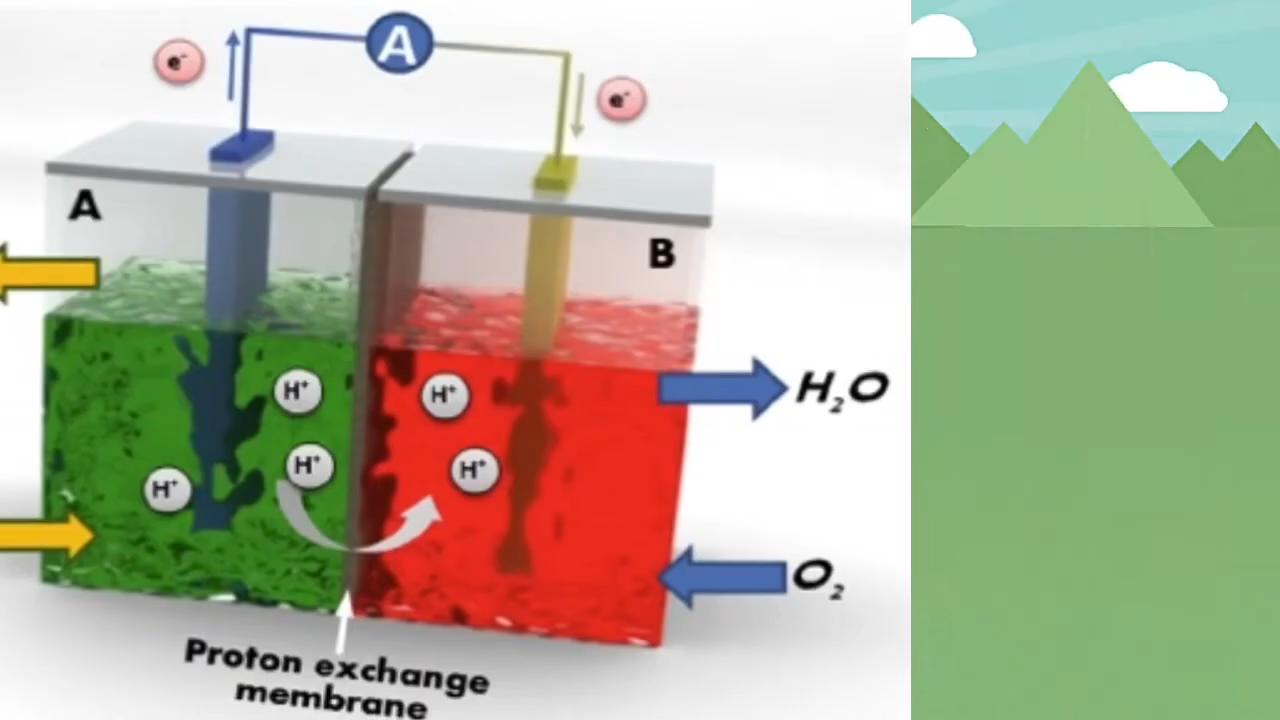 e⁻
A
e⁻
A
B
H⁺
H⁺
H₂O
H⁺
H⁺
H⁺
O₂
Proton exchange
membrane